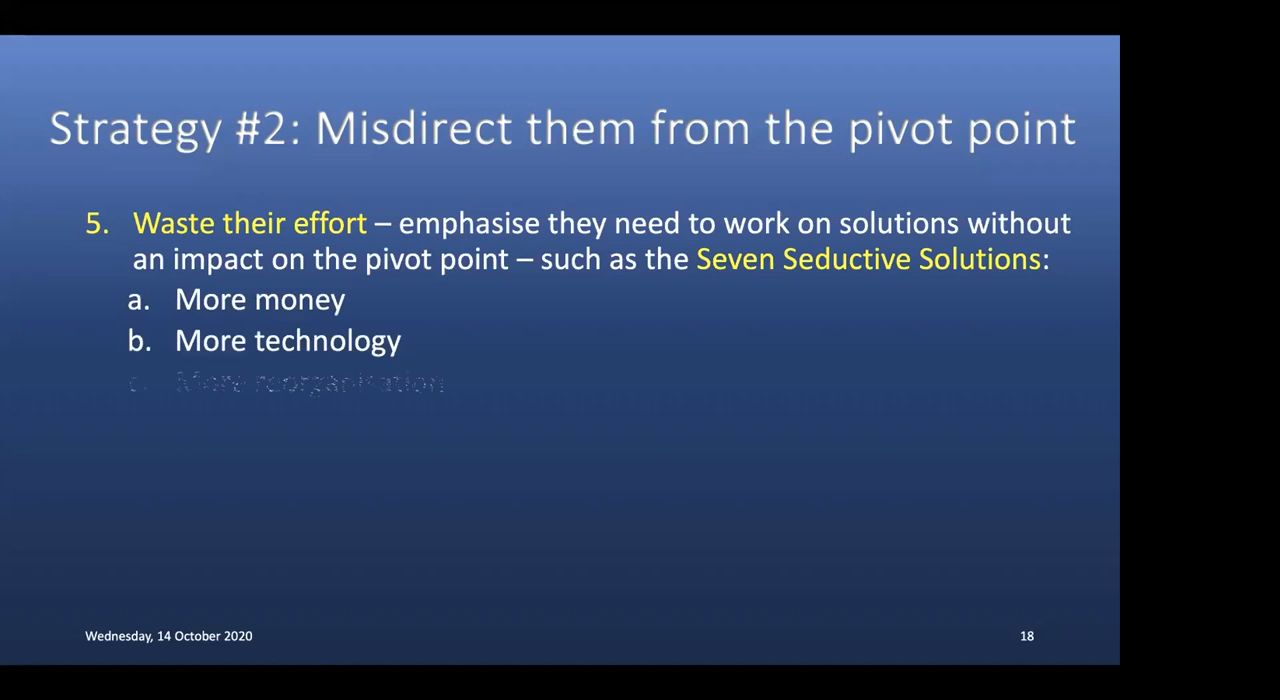 Strategy #2: Misdirect them from the pivot point
5. Waste their effort – emphasise they need to work on solutions without
an impact on the pivot point – such as the Seven Seductive Solutions:
a. More money
b. More technology
c. More reorganisation
Wednesday, 14 October 2020
18